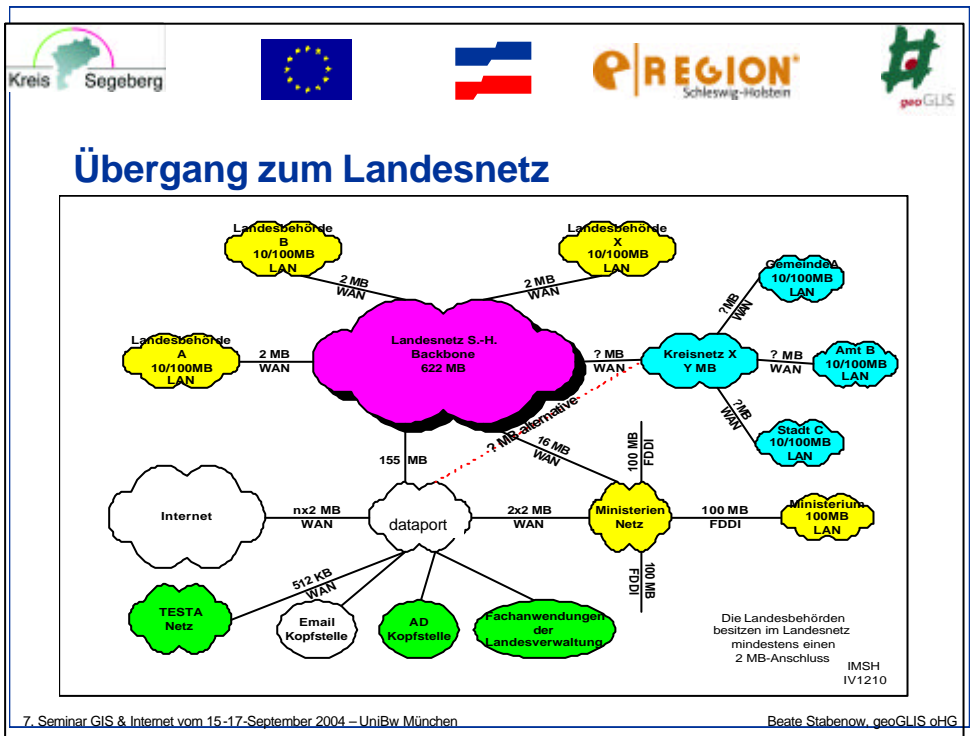 Kreis Segeberg
e REGION
Schleswig-Holstein
geoGLIS
Übergang zum Landesnetz
Landesbehörde
B
10/100MB
LAN
Landesbehörde
X
10/100MB
LAN
GemeindeA
10/100MB
LAN
2 MB
WAN
2 MB
WAN
?MB
WAN
Landesbehörde
A
10/100MB
LAN
2 MB
WAN
Landesnetz S.-H.
Backbone
622 MB
? MB
WAN
Kreisnetz X
Y MB
? MB
WAN
Amt B
10/100MB
LAN
? MB alternative
?MB
WAN
Stadt C
10/100MB
LAN
155 MB
16 MB
WAN
100 MB
FDDI
Internet
nx2 MB
WAN
dataport
2x2 MB
WAN
Ministerien
Netz
100 MB
FDDI
Ministerium
100MB
LAN
512 KB
WAN
100 MB
FDDI
TESTA
Netz
Email
Kopfstelle
AD
Kopfstelle
Fachanwendungen
der
Landesverwaltung
Die Landesbehörden
besitzen im Landesnetz
mindestens einen
2 MB-Anschluss
IMSH
IV1210
7. Seminar GIS & Internet vom 15-17-September 2004 – UniBw München
Beate Stabenow, geoGLIS oHG